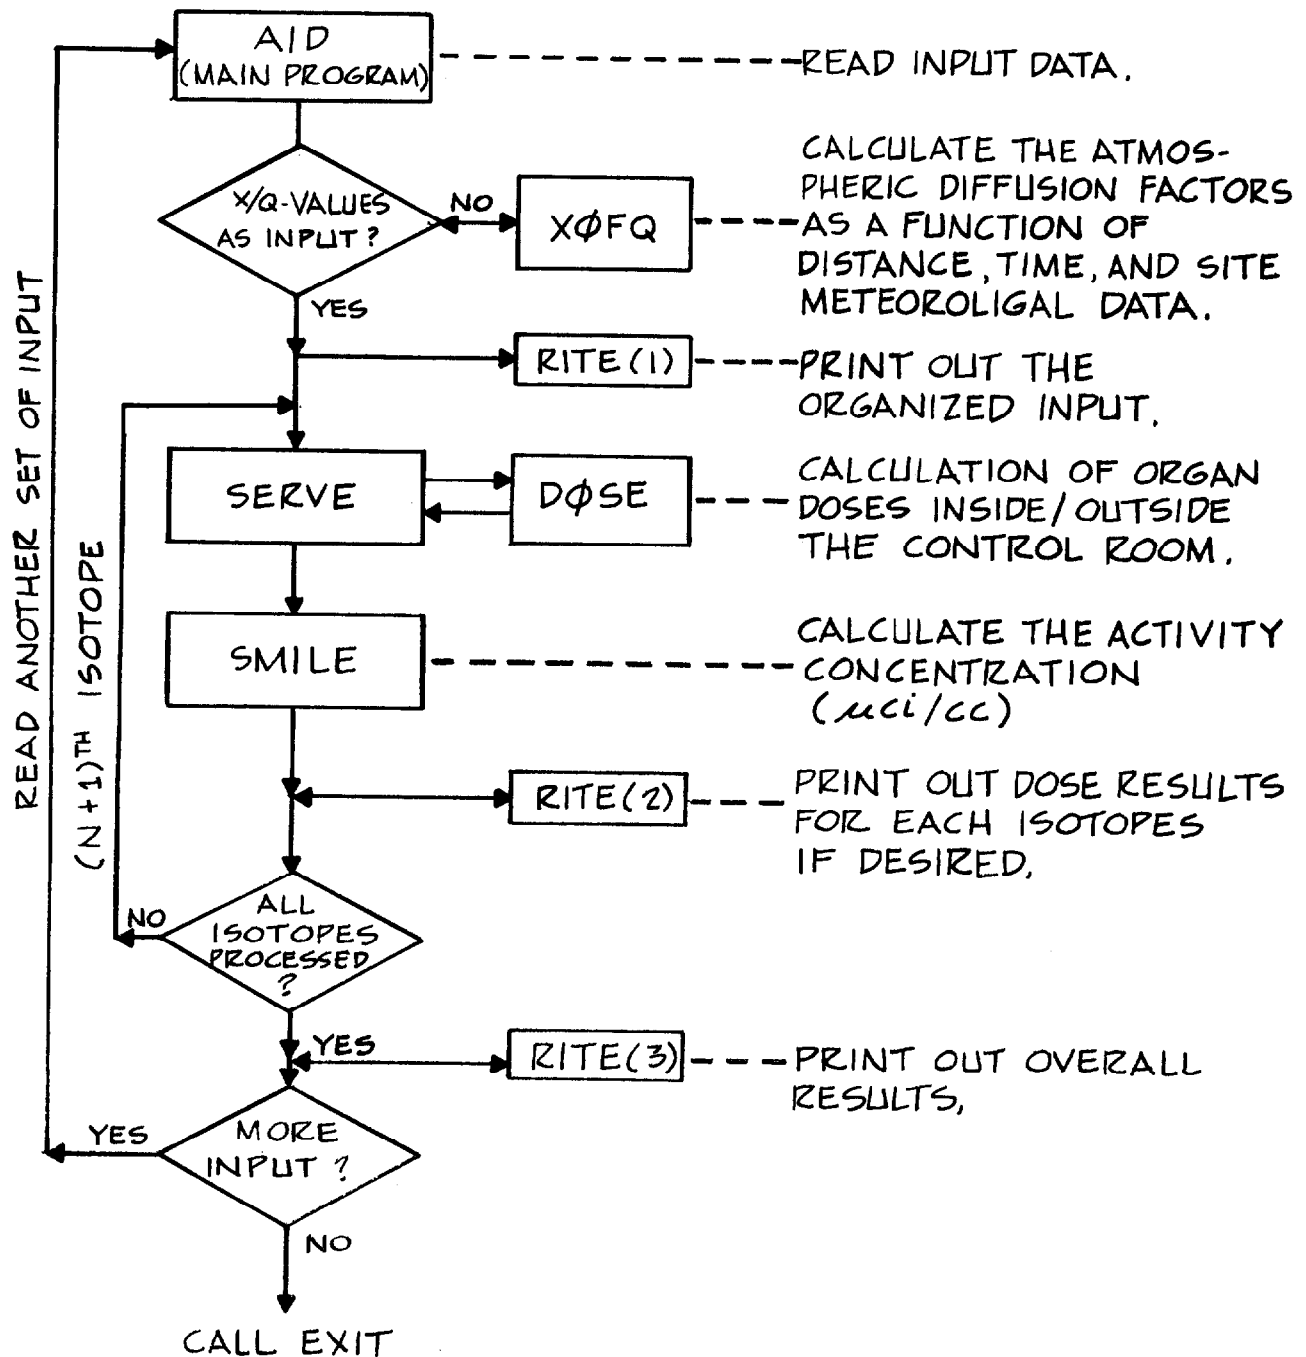 AID
(MAIN PROGRAM)
READ INPUT DATA.
X/Q-VALUES
AS INPUT?
NO
XØFQ
CALCULATE THE ATMOS-
PHERIC DIFFUSION FACTORS
AS A FUNCTION OF
DISTANCE, TIME, AND SITE
METEOROLIGAL DATA.
YES
RITE(1)
PRINT OUT THE
ORGANIZED INPUT.
READ ANOTHER SET OF INPUT
(N+1)TH ISOTOPE
SERVE
DØSE
CALCULATION OF ORGAN
DOSES INSIDE/OUTSIDE
THE CONTROL ROOM.
SMILE
CALCULATE THE ACTIVITY
CONCENTRATION
(μci/cc)
RITE(2)
PRINT OUT DOSE RESULTS
FOR EACH ISOTOPES
IF DESIRED.
ALL
ISOTOPES
PROCESSED
?
NO
YES
RITE(3)
PRINT OUT OVERALL
RESULTS,
MORE
INPUT?
YES
NO
CALL EXIT